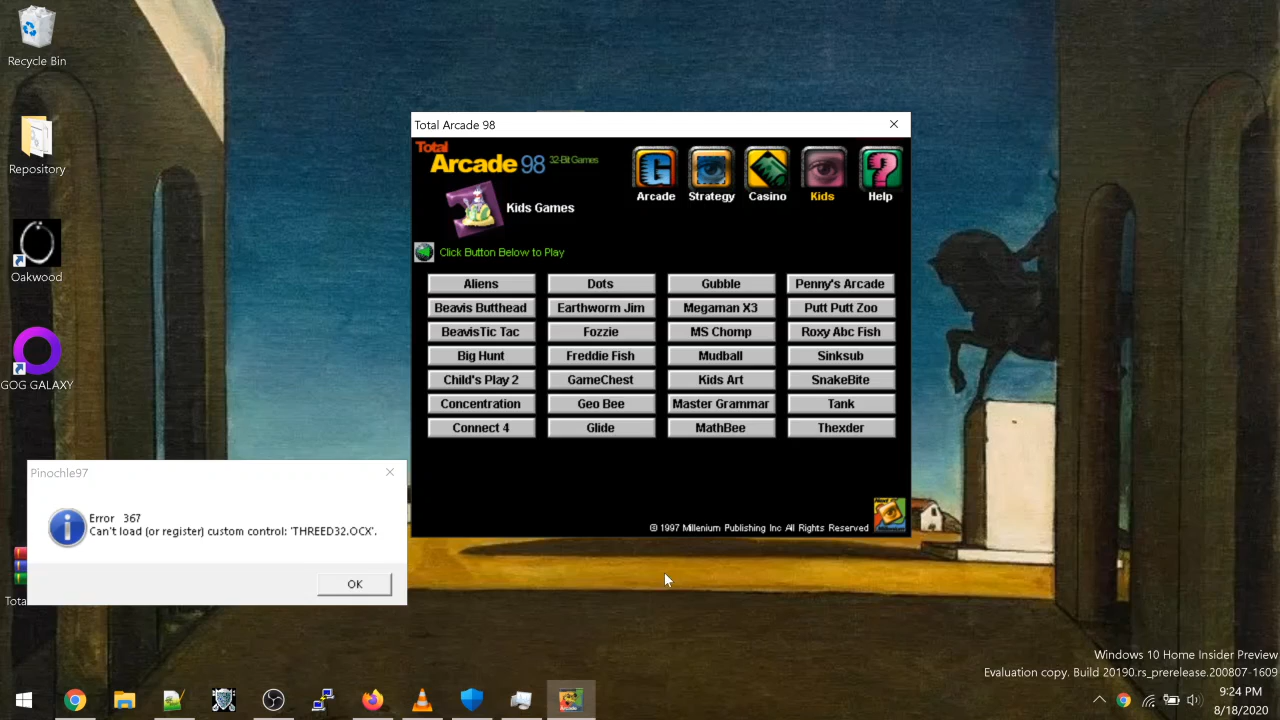 Recycle Bin
Repository
Oakwood
GOG GALAXY
Total Arcade 98
Total
Arcade 98 32-Bit Games
Kids Games
Arcade Strategy Casino Kids Help
Click Button Below to Play
Aliens Dots Gubble Penny's Arcade
Beavis Butthead Earthworm Jim Megaman X3 Putt Putt Zoo
BeavisTic Tac Fozzie MS Chomp Roxy Abc Fish
Big Hunt Freddie Fish Mudball Sinksub
Child's Play 2 GameChest Kids Art SnakeBite
Concentration Geo Bee Master Grammar Tank
Connect 4 Glide MathBee Thexder
© 1997 Millenium Publishing Inc All Rights Reserved
Pinochle97
Error 367
Can't load (or register) custom control: 'THREED32.OCX'.
OK
Tota
Windows 10 Home Insider Preview
Evaluation copy. Build 20190.rs_prerelease.200807-1609
Arcade
9:24 PM
8/18/2020